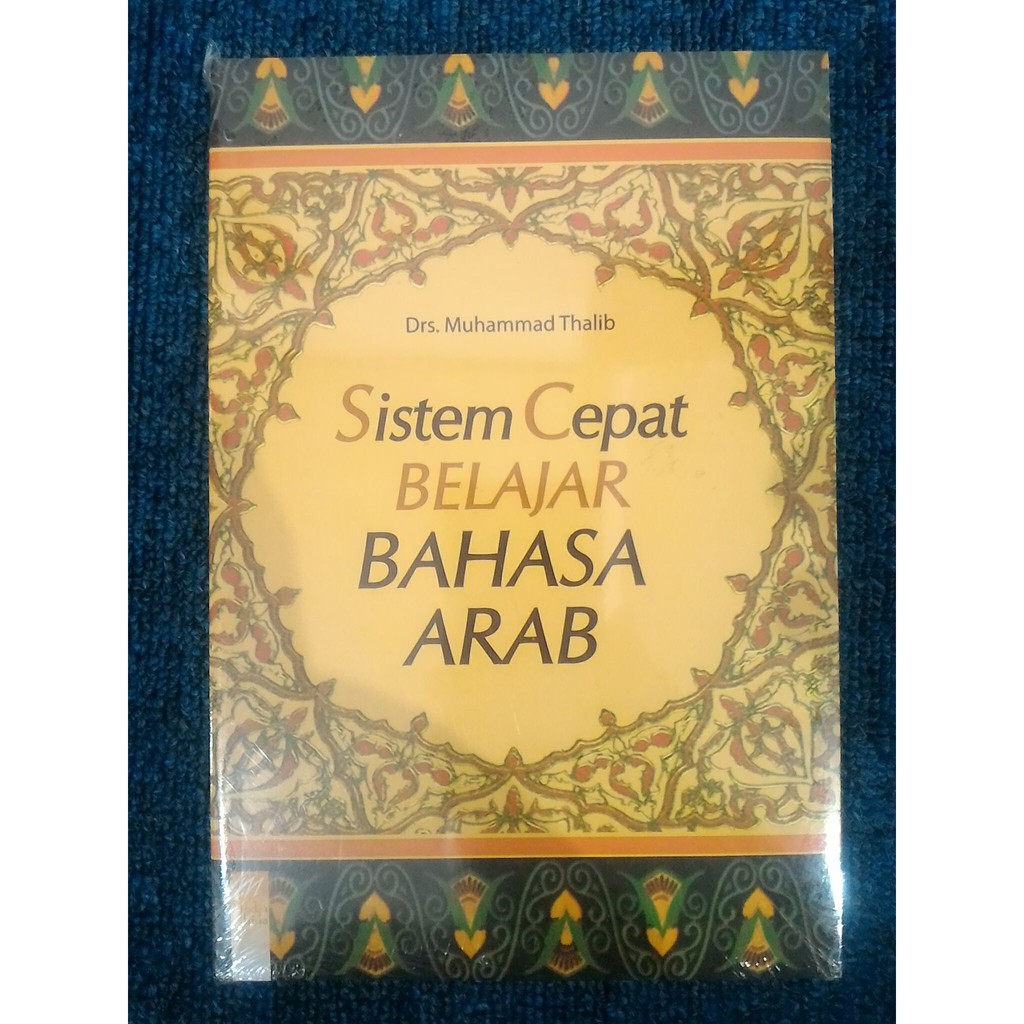 Drs. Muhammad Thalib
Sistem Cepat
BELAJAR
BAHASA
ARAB